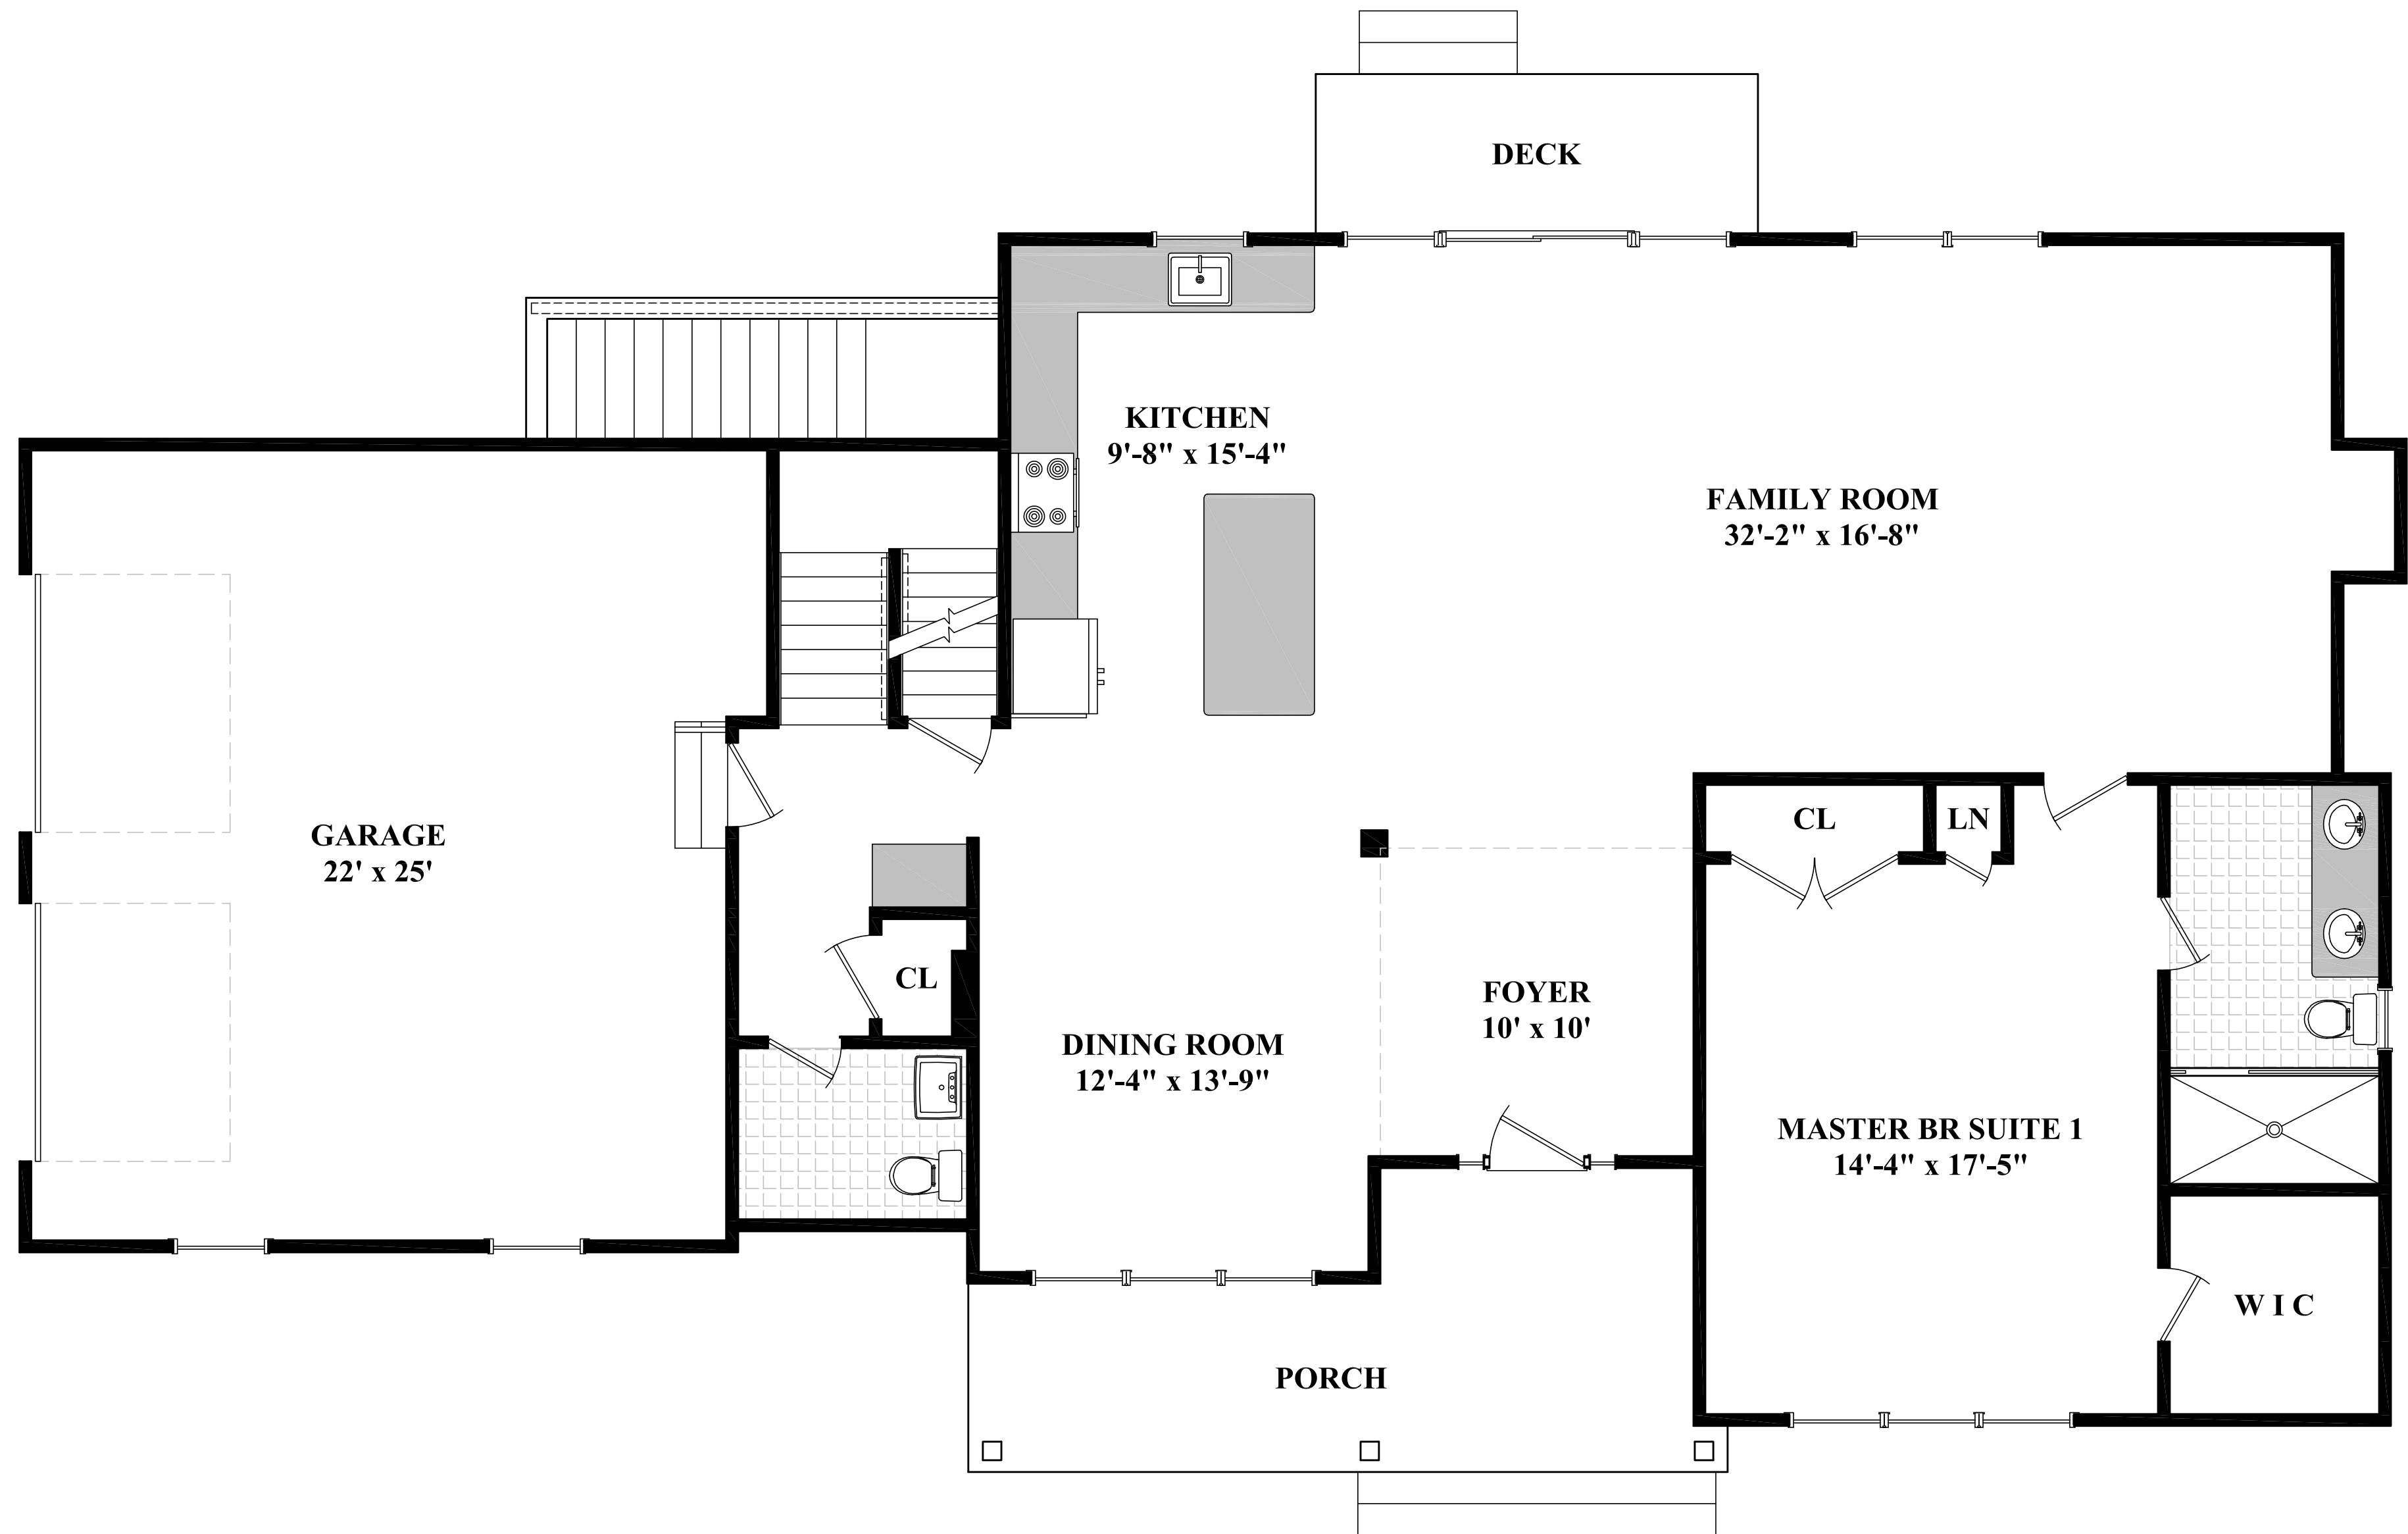 DECK
KITCHEN
9'-8" x 15'-4"
FAMILY ROOM
32'-2" x 16'-8"
GARAGE
22' x 25'
CL
LN
CL
FOYER
10' x 10'
DINING ROOM
12'-4" x 13'-9"
MASTER BR SUITE 1
14'-4" x 17'-5"
W I C
PORCH